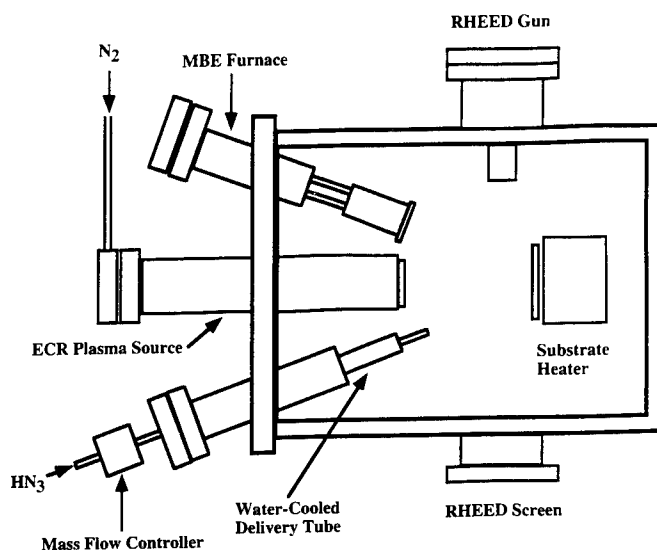 RHEED Gun
N2
MBE Furnace
ECR Plasma Source
Substrate
Heater
HN3
Water-Cooled
Delivery Tube
RHEED Screen
Mass Flow Controller